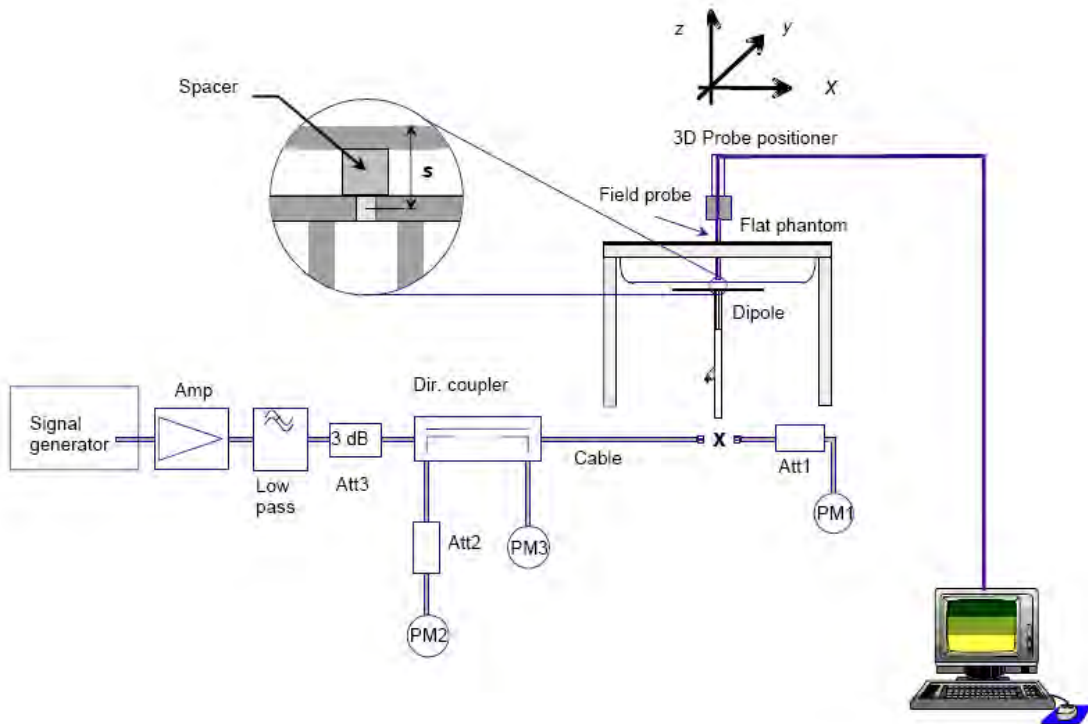 z
y
X
Spacer
3D Probe positioner
s
Field probe
Flat phantom
Dipole
Signal
generator
Amp
Low
pass
3 dB
Att3
Dir. coupler
Cable
X
Att1
PM1
Att2
PM3
PM2